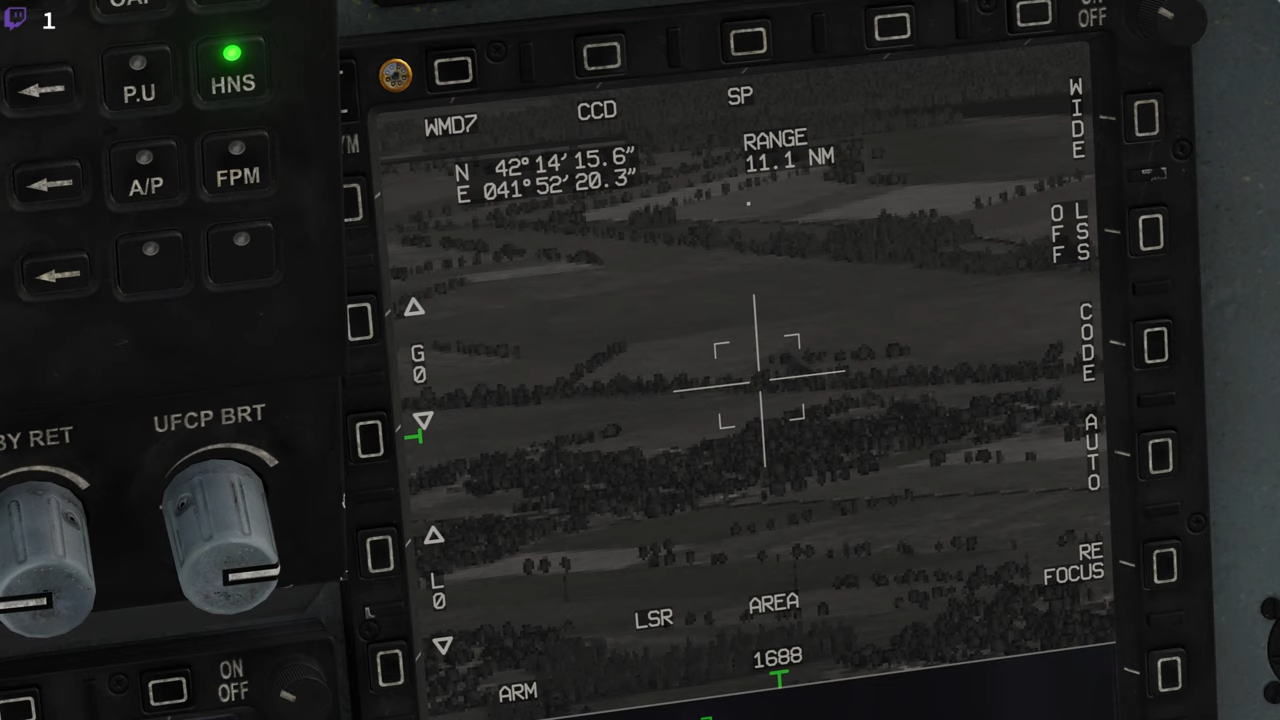 1
P.U
HNS
A/P
FPM
BY RET
UFCP BRT
ON
OFF
OFF
WMD7
CCD
SP
WIDE
N 42°14′15.6″
E 041°52′20.3″
RANGE
11.1 NM
LSS
OFF
G
0
CODE
AUTO
L
0
RE
FOCUS
LSR
AREA
1688
ARM